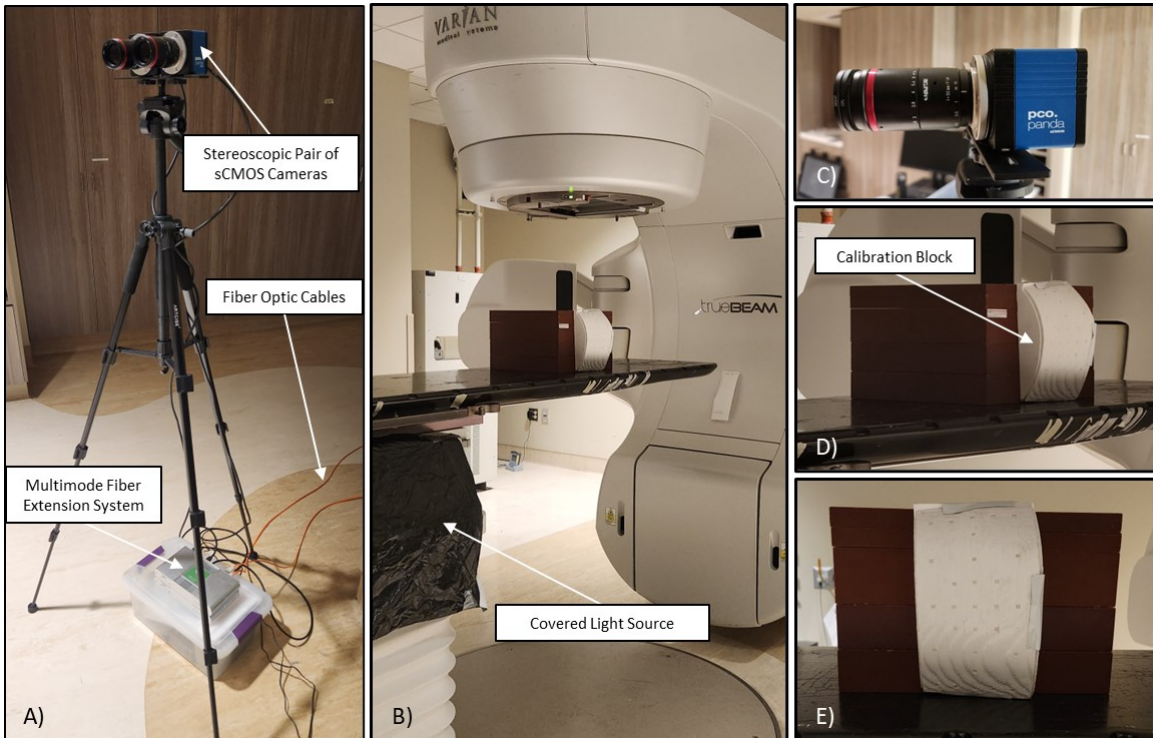 Stereoscopic Pair of
sCMOS Cameras
Fiber Optic Cables
Multimode Fiber
Extension System
A)
VARIAN
medical systems
trueBEAM
Covered Light Source
B)
pco.
panda
C)
Calibration Block
D)
E)